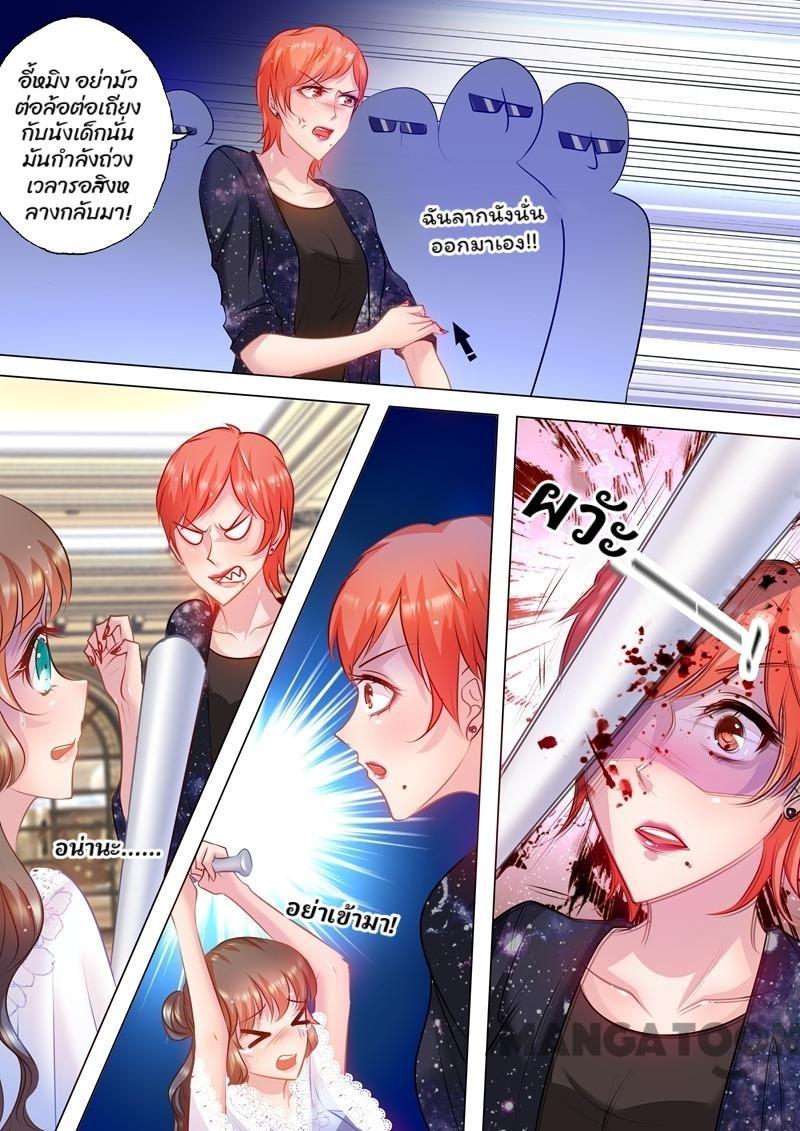 อี้หมิง อย่ามัว
ต่อล้อต่อเถียง
กับนังเด็กนั่น
มันกำลังถ่วง
เวลารอสิงห
ลางกลับมา!
ฉันลากนังนั่น
ออกมาเอง!!
อน่านะ......
อย่าเข้ามา!
ผวัะ
!
MANGATOON